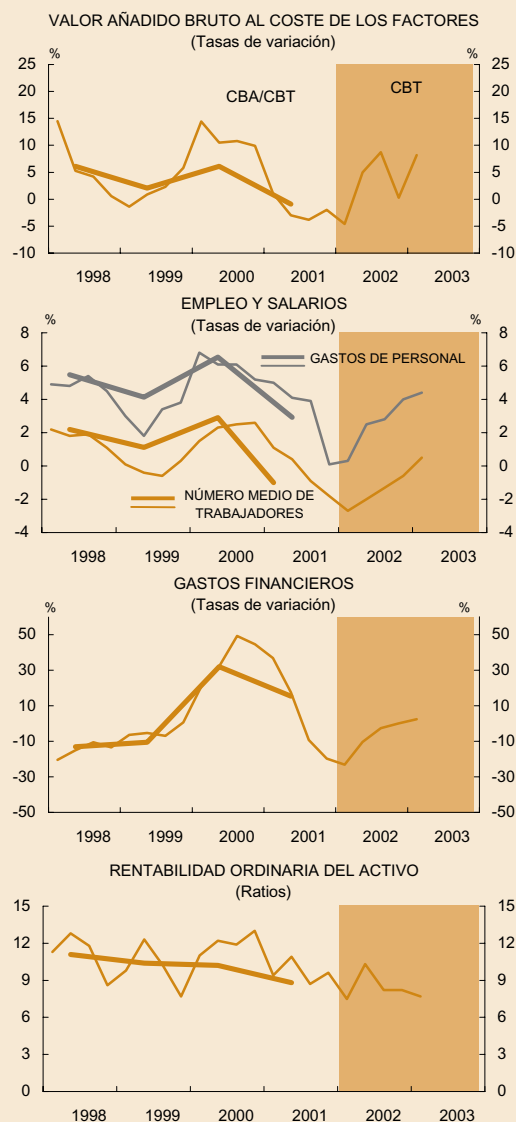 VALOR AÑADIDO BRUTO AL COSTE DE LOS FACTORES
(Tasas de variación)
% %
CBA/CBT CBT
25 25
20 20
15 15
10 10
5 5
0 0
-5 -5
-10 -10
1998 1999 2000 2001 2002 2003
EMPLEO Y SALARIOS
(Tasas de variación)
% %
8 8
GASTOS DE PERSONAL
6 6
4 4
2 2
0 0
NÚMERO MEDIO DE
TRABAJADORES
-2 -2
-4 -4
1998 1999 2000 2001 2002 2003
GASTOS FINANCIEROS
(Tasas de variación)
% %
50 50
30 30
10 10
-10 -10
-30 -30
-50 -50
1998 1999 2000 2001 2002 2003
RENTABILIDAD ORDINARIA DEL ACTIVO
(Ratios)
15 15
12 12
9 9
6 6
3 3
0 0
1998 1999 2000 2001 2002 2003